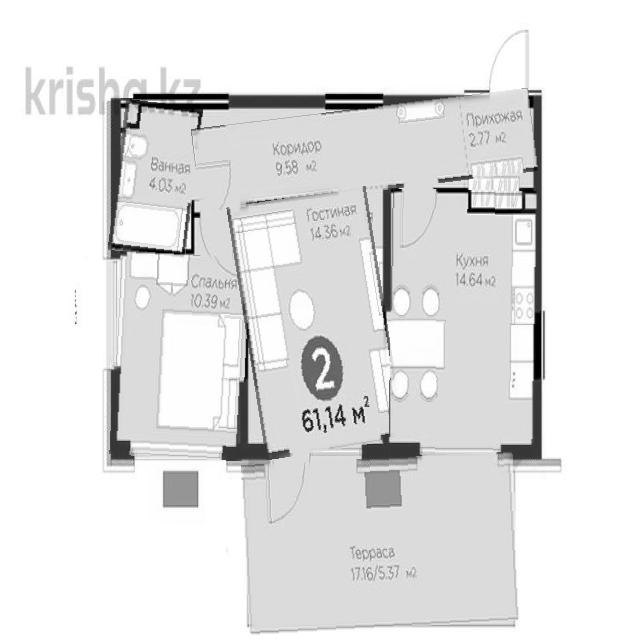 krisha.kz
Прихожая
2.77 м2
Коридор
9.58 м2
Ванная
4.03 м2
Гостиная
14.36 м2
Кухня
14.64 м2
Спальня
10.39 м2
2
61,14 м2
Терраса
17.16/5.37 м2